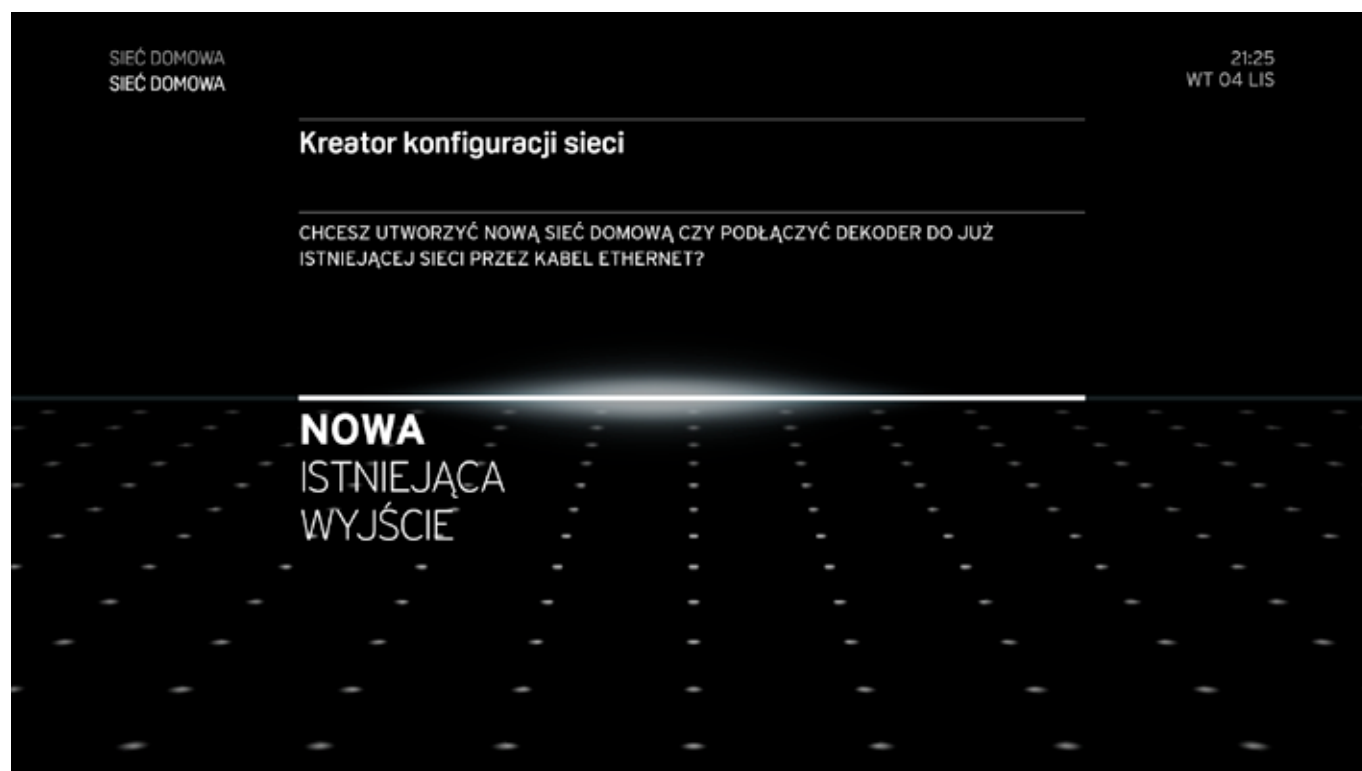 SIEĆ DOMOWA
SIEĆ DOMOWA
21:25
WT 04 LIS
Kreator konfiguracji sieci
CHCESZ UTWORZYĆ NOWĄ SIEĆ DOMOWĄ CZY PODŁĄCZYĆ DEKODER DO JUŻ
ISTNIEJĄCEJ SIECI PRZEZ KABEL ETHERNET?
NOWA
ISTNIEJĄCA
WYJŚCIE